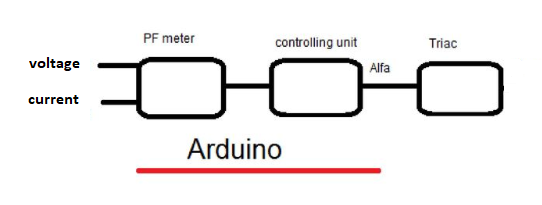 PF meter
controlling unit
Triac
voltage
Alfa
current
Arduino